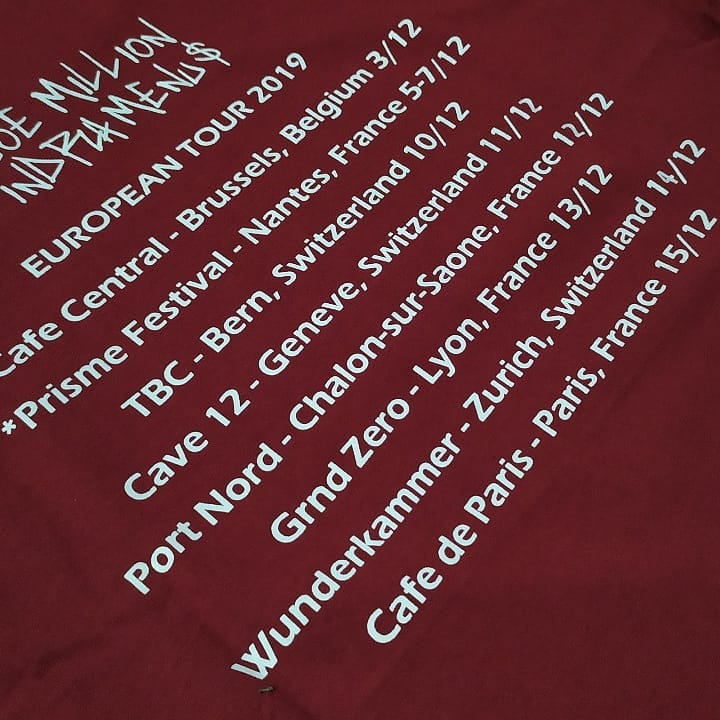 MILLION
EUROPEAN TOUR 2019
Cafe Central - Brussels, Belgium 3/12
*Prisme Festival - Nantes, France 5-7/12
TBC - Bern, Switzerland 10/12
Cave 12 - Geneve, Switzerland 11/12
Port Nord - Chalon-sur-Saone, France 12/12
Grnd Zero - Lyon, France 13/12
Wunderkammer - Zurich, Switzerland 14/12
Cafe de Paris - Paris, France 15/12